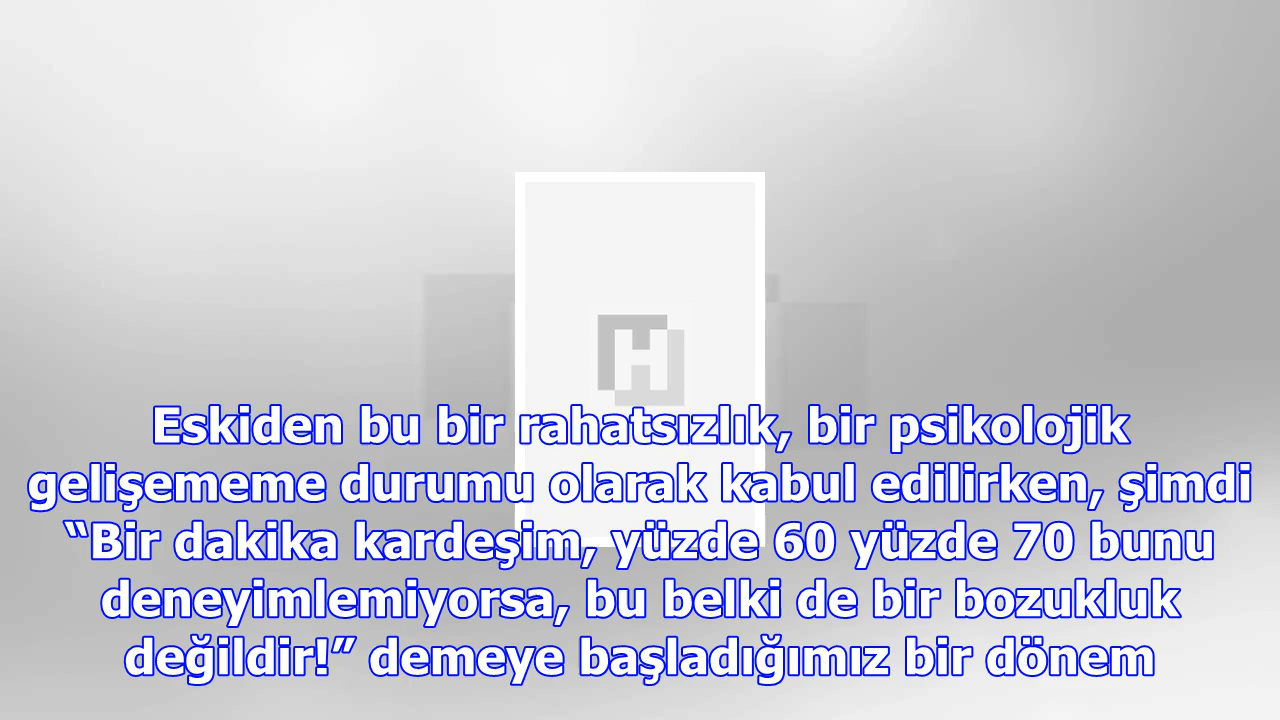 H
Eskiden bu bir rahatsızlık, bir psikolojik
gelişememe durumu olarak kabul edilirken, şimdi
“Bir dakika kardeşim, yüzde 60 yüzde 70 bunu
deneyimlemiyorsa, bu belki de bir bozukluk
değildir!” demeye başladığımız bir dönem